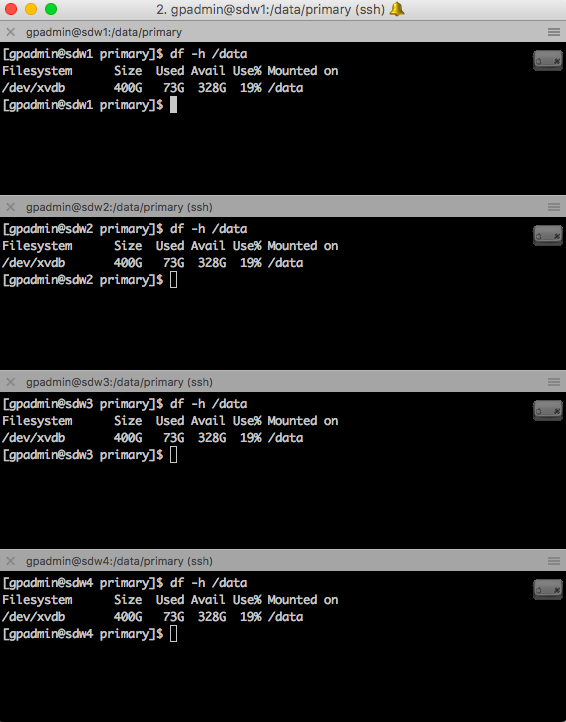 2. gpadmin@sdw1:/data/primary (ssh)
gpadmin@sdw1:/data/primary
[gpadmin@sdw1 primary]$ df -h /data
Filesystem      Size  Used Avail Use% Mounted on
/dev/xvdb       400G   73G  328G  19% /data
[gpadmin@sdw1 primary]$
gpadmin@sdw2:/data/primary (ssh)
[gpadmin@sdw2 primary]$ df -h /data
Filesystem      Size  Used Avail Use% Mounted on
/dev/xvdb       400G   73G  328G  19% /data
[gpadmin@sdw2 primary]$
gpadmin@sdw3:/data/primary (ssh)
[gpadmin@sdw3 primary]$ df -h /data
Filesystem      Size  Used Avail Use% Mounted on
/dev/xvdb       400G   73G  328G  19% /data
[gpadmin@sdw3 primary]$
gpadmin@sdw4:/data/primary (ssh)
[gpadmin@sdw4 primary]$ df -h /data
Filesystem      Size  Used Avail Use% Mounted on
/dev/xvdb       400G   73G  328G  19% /data
[gpadmin@sdw4 primary]$